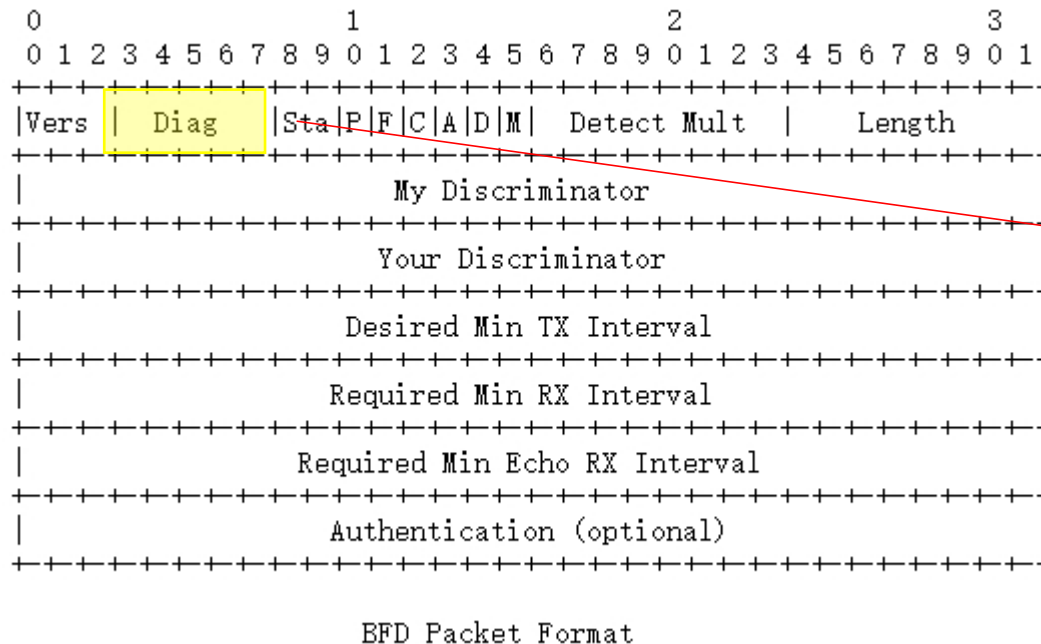 0 1 2 3
0 1 2 3 4 5 6 7 8 9 0 1 2 3 4 5 6 7 8 9 0 1 2 3 4 5 6 7 8 9 0 1
+-+-+-+-+-+-+-+-+-+-+-+-+-+-+-+-+-+-+-+-+-+-+-+-+-+-+-+-+-+-+-+-
|Vers | Diag |Sta|P|F|C|A|D|M| Detect Mult | Length
+-+-+-+-+-+-+-+-+-+-+-+-+-+-+-+-+-+-+-+-+-+-+-+-+-+-+-+-+-+-+-+-
| My Discriminator
+-+-+-+-+-+-+-+-+-+-+-+-+-+-+-+-+-+-+-+-+-+-+-+-+-+-+-+-+-+-+-+-
| Your Discriminator
+-+-+-+-+-+-+-+-+-+-+-+-+-+-+-+-+-+-+-+-+-+-+-+-+-+-+-+-+-+-+-+-
| Desired Min TX Interval
+-+-+-+-+-+-+-+-+-+-+-+-+-+-+-+-+-+-+-+-+-+-+-+-+-+-+-+-+-+-+-+-
| Required Min RX Interval
+-+-+-+-+-+-+-+-+-+-+-+-+-+-+-+-+-+-+-+-+-+-+-+-+-+-+-+-+-+-+-+-
| Required Min Echo RX Interval
+-+-+-+-+-+-+-+-+-+-+-+-+-+-+-+-+-+-+-+-+-+-+-+-+-+-+-+-+-+-+-+-
| Authentication (optional)
+-+-+-+-+-+-+-+-+-+-+-+-+-+-+-+-+-+-+-+-+-+-+-+-+-+-+-+-+-+-+-+-
BFD Packet Format